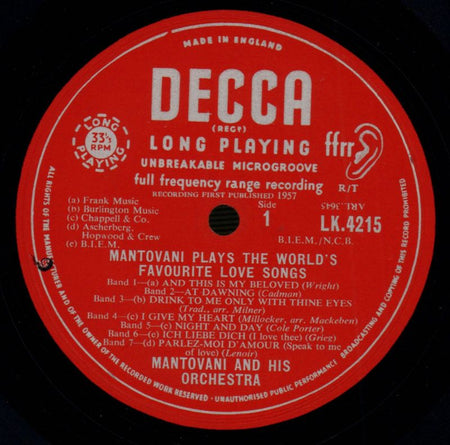 MADE IN ENGLAND
DECCA
(REGD)
LONG PLAYING
33⅓
RPM
LONG PLAYING
UNBREAKABLE MICROGROOVE
ffrr
full frequency range recording
R/T
RECORDING FIRST PUBLISHED 1957
ARL.3645
(a) Frank Music
(b) Burlington Music
(c) Chappell & Co.
(d) Ascherberg,
Hopwood & Crew
(e) B.I.E.M.
Side
1
LK.4215
B.I.E.M./N.C.B.
MANTOVANI PLAYS THE WORLD'S
FAVOURITE LOVE SONGS
Band 1—(a) AND THIS IS MY BELOVED (Wright)
Band 2—AT DAWNING (Cadman)
Band 3—(b) DRINK TO ME ONLY WITH THINE EYES
(Trad., arr. Milner)
Band 4—(c) I GIVE MY HEART (Millocker, arr. Mackeben)
Band 5—(c) NIGHT AND DAY (Cole Porter)
Band 6—(e) ICH LIEBE DICH (I love thee) (Grieg)
Band 7—(d) PARLEZ-MOI D'AMOUR (Speak to me
of love) (Lenoir)
MANTOVANI AND HIS
ORCHESTRA
ALL RIGHTS OF THE MANUFACTURER AND OF THE OWNER OF THE RECORDED WORK RESERVED · UNAUTHORISED PUBLIC PERFORMANCE BROADCASTING AND COPYING OF THIS RECORD PROHIBITED